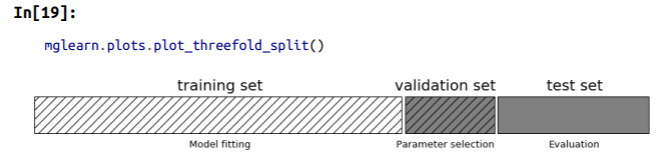 In[19]:
mglearn.plots.plot_threefold_split()
training set validation set test set
Model fitting Parameter selection Evaluation